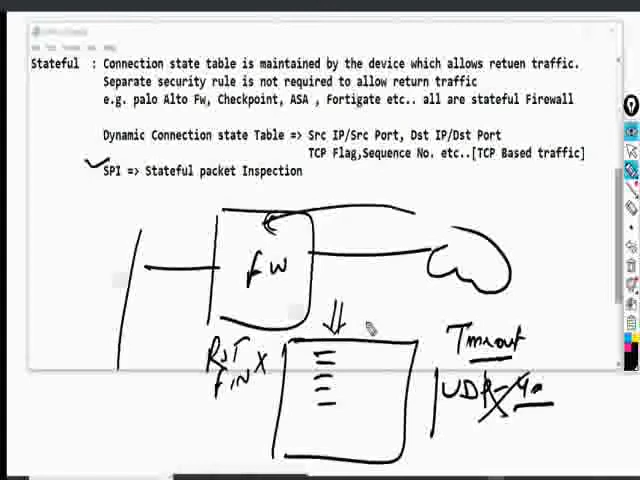 Stateful : Connection state table is maintained by the device which allows retuen traffic.
Separate security rule is not required to allow return traffic
e.g. palo Alto Fw, Checkpoint, ASA , Fortigate etc.. all are stateful Firewall
Dynamic Connection state Table => Src IP/Src Port, Dst IP/Dst Port
TCP Flag,Sequence No. etc..[TCP Based traffic]
SPI => Stateful packet Inspection
FW
Timeout
RST
FIN X
UDP